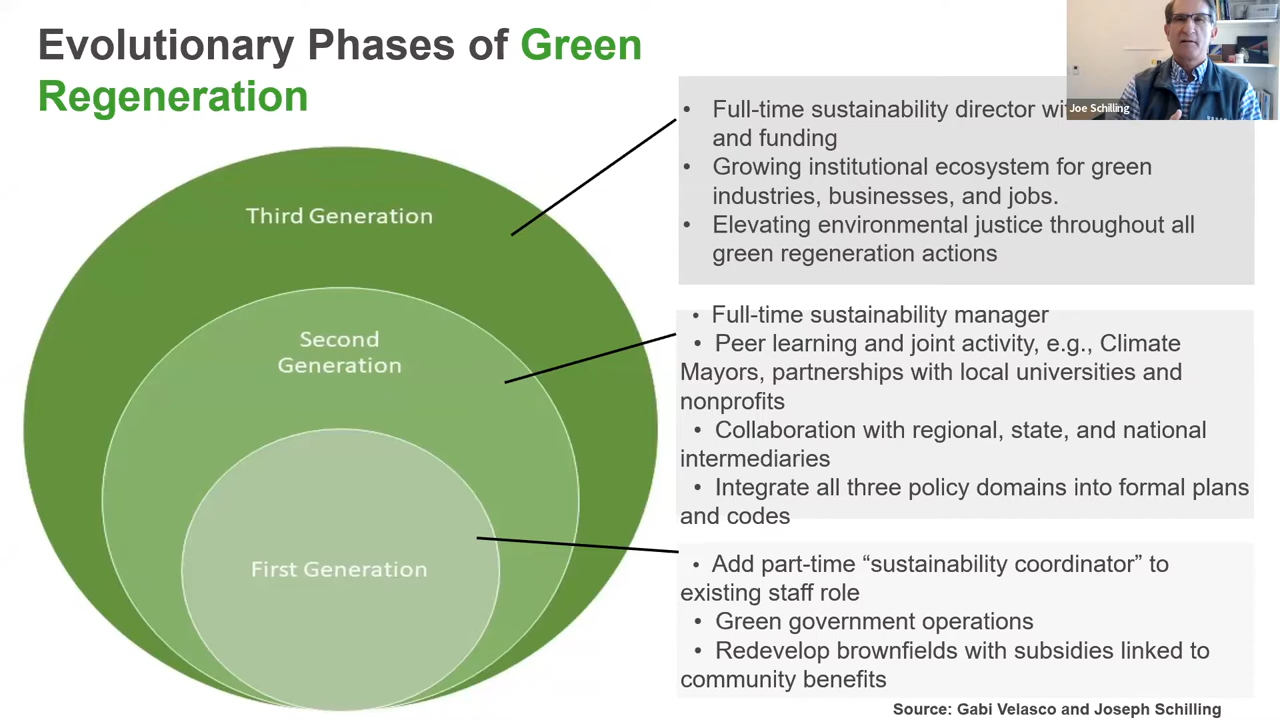 Evolutionary Phases of Green
Regeneration
Joe Schilling
Third Generation
Second
Generation
First Generation
• Full-time sustainability director
and funding
• Growing institutional ecosystem for green
industries, businesses, and jobs.
• Elevating environmental justice throughout all
green regeneration actions
• Full-time sustainability manager
• Peer learning and joint activity, e.g., Climate
Mayors, partnerships with local universities and
nonprofits
• Collaboration with regional, state, and national
intermediaries
• Integrate all three policy domains into formal plans
and codes
• Add part-time “sustainability coordinator” to
existing staff role
• Green government operations
• Redevelop brownfields with subsidies linked to
community benefits
Source: Gabi Velasco and Joseph Schilling